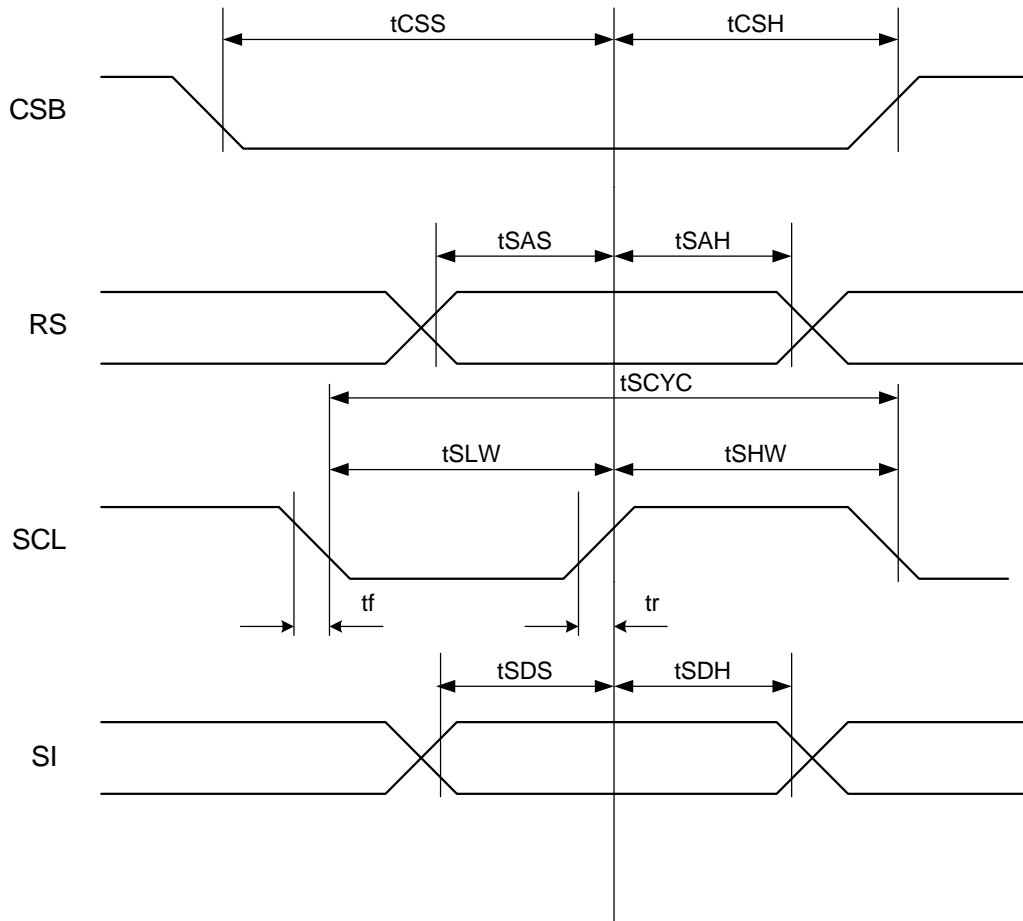 tCSS tCSH
CSB
tSAS tSAH
RS
tSCYC
tSLW tSHW
SCL
tf tr
tSDS tSDH
SI